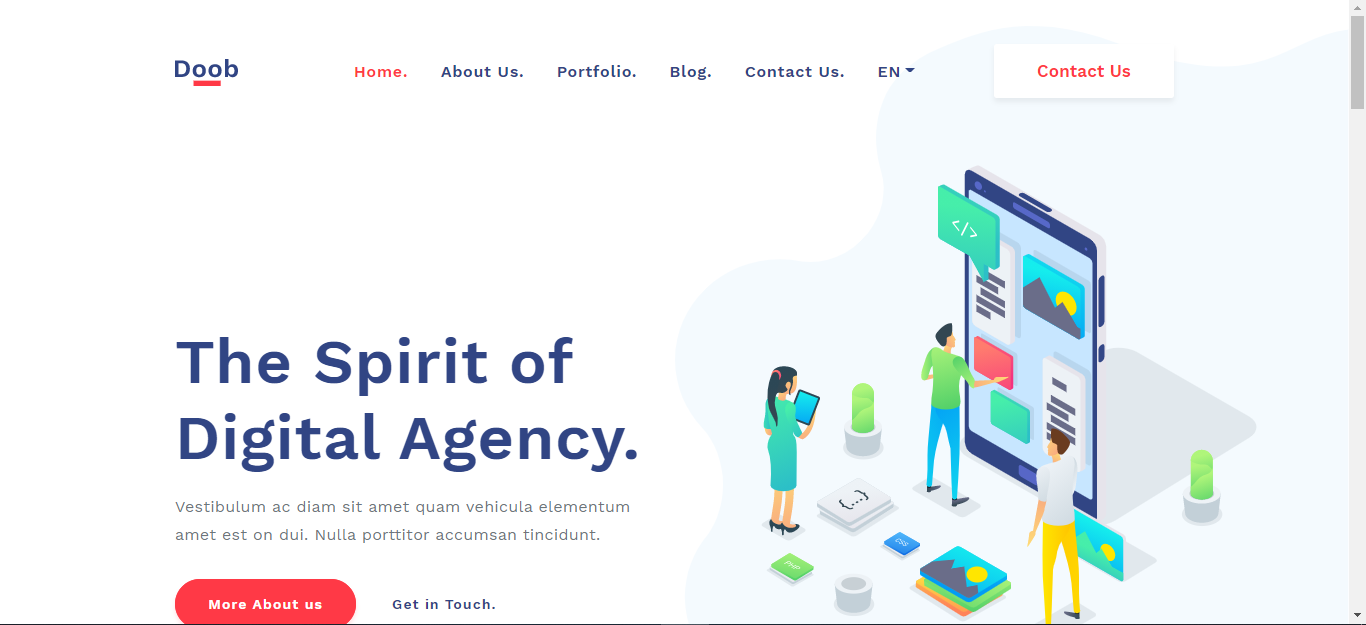 Doob
Home. About Us. Portfolio. Blog. Contact Us. EN
Contact Us
</>
The Spirit of
Digital Agency.
Vestibulum ac diam sit amet quam vehicula elementum
amet est on dui. Nulla porttitor accumsan tincidunt.
{...}
CSS
PHP
More About us
Get in Touch.